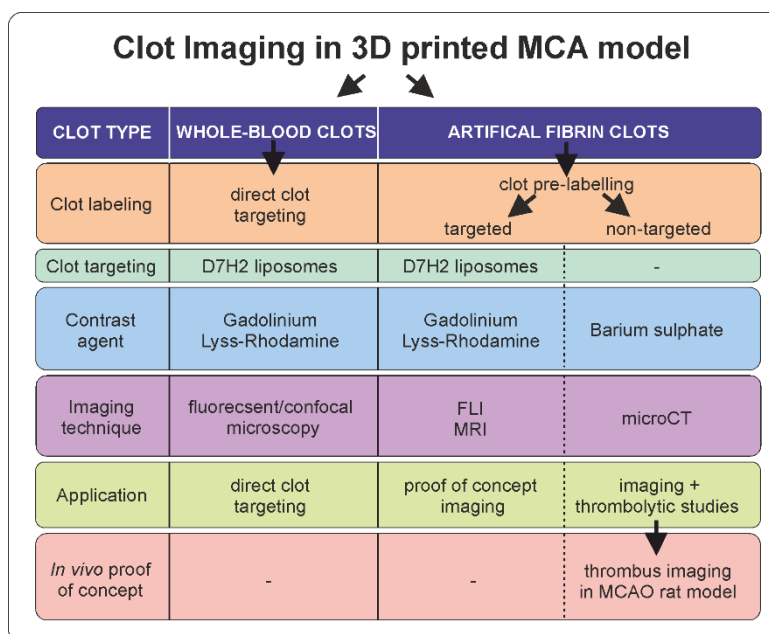 Clot Imaging in 3D printed MCA model
CLOT TYPE
WHOLE-BLOOD CLOTS
ARTIFICAL FIBRIN CLOTS
Clot labeling
direct clot
targeting
clot pre-labelling
targeted
non-targeted
Clot targeting
D7H2 liposomes
D7H2 liposomes
-
Contrast
agent
Gadolinium
Lyss-Rhodamine
Gadolinium
Lyss-Rhodamine
Barium sulphate
Imaging
technique
fluorecsent/confocal
microscopy
FLI
MRI
microCT
Application
direct clot
targeting
proof of concept
imaging
imaging +
thrombolytic studies
In vivo proof
of concept
-
-
thrombus imaging
in MCAO rat model